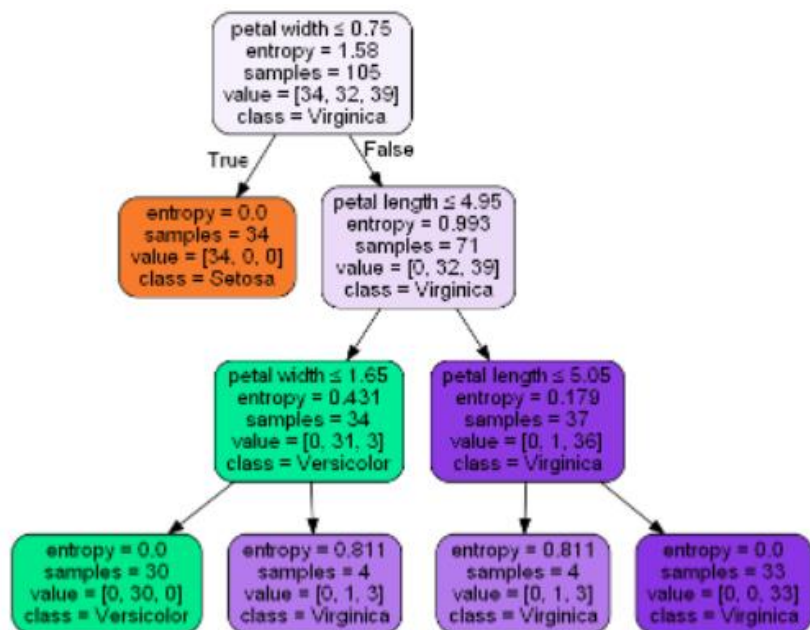 petal width ≤ 0.75
entropy = 1.58
samples = 105
value = [34, 32, 39]
class = Virginica
True
False
entropy = 0.0
samples = 34
value = [34, 0, 0]
class = Setosa
petal length ≤ 4.95
entropy = 0.993
samples = 71
value = [0, 32, 39]
class = Virginica
petal width ≤ 1.65
entropy = 0.431
samples = 34
value = [0, 31, 3]
class = Versicolor
petal length ≤ 5.05
entropy = 0.179
samples = 37
value = [0, 1, 36]
class = Virginica
entropy = 0.0
samples = 30
value = [0, 30, 0]
class = Versicolor
entropy = 0.811
samples = 4
value = [0, 1, 3]
class = Virginica
entropy = 0.811
samples = 4
value = [0, 1, 3]
class = Virginica
entropy = 0.0
samples = 33
value = [0, 0, 33]
class = Virginica